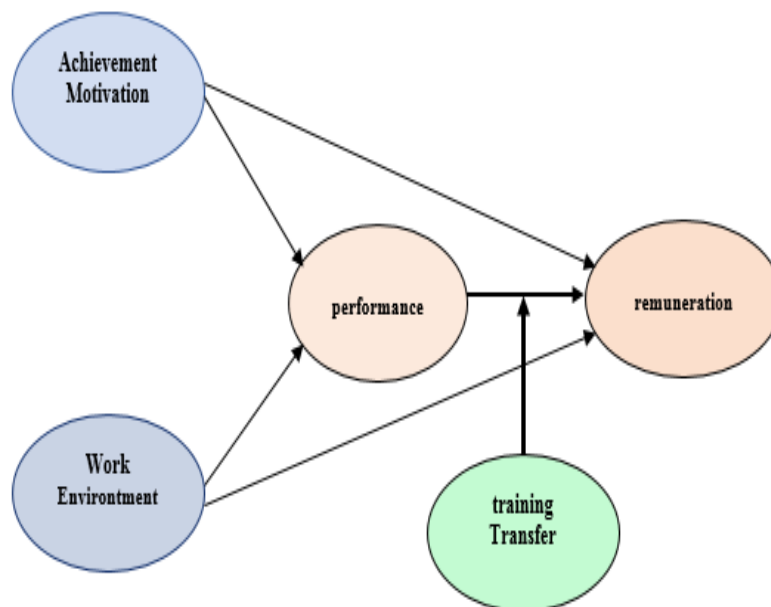 Achievement
Motivation
performance
remuneration
Work
Environtment
training
Transfer